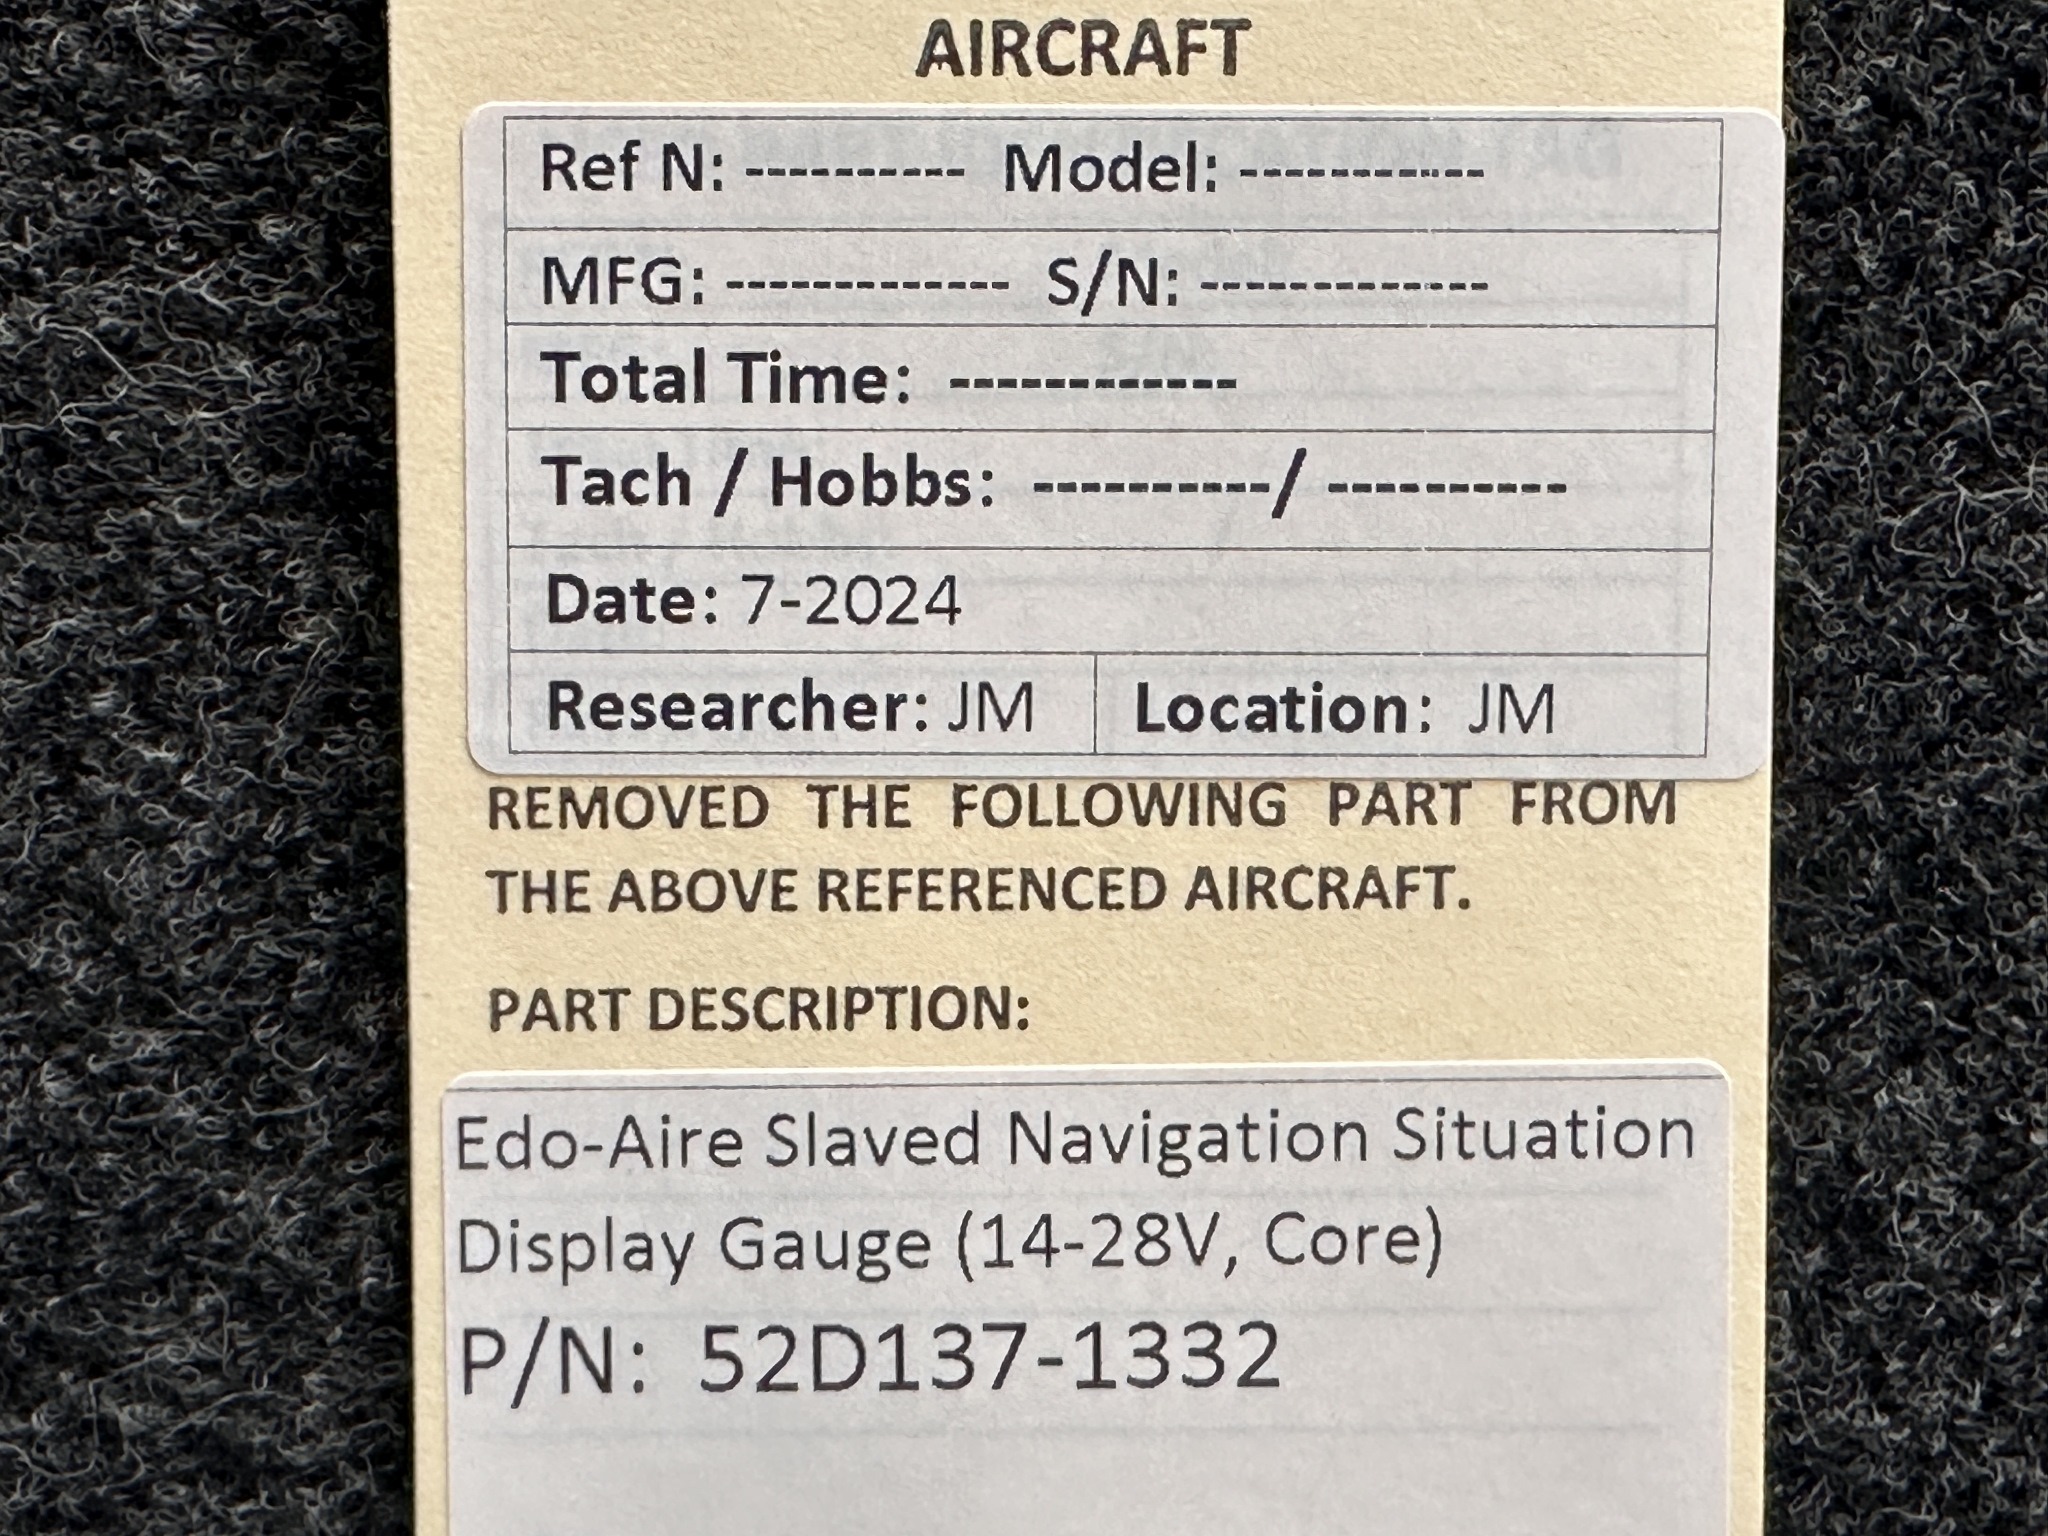 AIRCRAFT
Ref N: ---------- Model: -----------
MFG: ------------- S/N: -------------
Total Time: ------------
Tach / Hobbs: ----------/ ----------
Date: 7-2024
Researcher: JM Location: JM
REMOVED THE FOLLOWING PART FROM
THE ABOVE REFERENCED AIRCRAFT.
PART DESCRIPTION:
Edo-Aire Slaved Navigation Situation
Display Gauge (14-28V, Core)
P/N: 52D137-1332